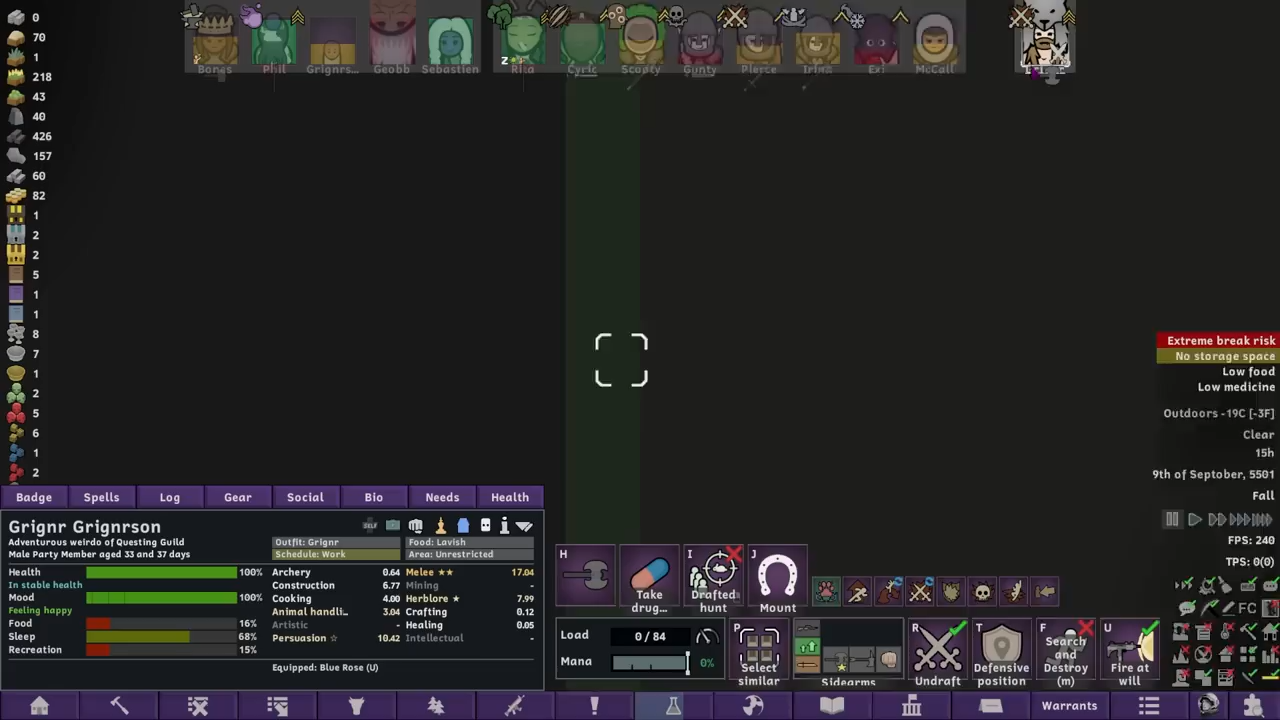 0
70
1
218
43
40
426
157
60
82
1
2
2
5
1
1
8
7
1
2
5
6
1
2
Bones
Phil
Grignrs...
Geobb
Sebastien
z
Rita
Cyric
Scunty
Gunty
Pierce
Exi
McCall
Extreme break risk
No storage space
Low food
Low medicine
Outdoors -19C [-3F]
Clear
15h
9th of September, 5501
Fall
FPS: 240
TPS: 0(0)
FC
Badge
Spells
Log
Gear
Social
Bio
Needs
Health
Grignr Grignrson
SELF
Adventurous weirdo of Questing Guild
Male Party Member aged 33 and 37 days
Outfit: Grignr
Food: Lavish
Schedule: Work
Area: Unrestricted
Health
100%
In stable health
Mood
100%
Feeling happy
Food
16%
Sleep
68%
Recreation
15%
Archery 0.64
Construction 6.77
Cooking 4.00
Animal handli... 3.04
Artistic -
Persuasion 10.42
Melee 17.04
Mining -
Herblore 7.99
Crafting 0.12
Healing 0.05
Intellectual -
Equipped: Blue Rose (U)
H
Take drug...
I
Drafted hunt
J
Mount
Load
0 / 84
Mana
0%
P
Select similar
Sidearms
R
Undraft
T
Defensive position
F
Search and Destroy (m)
U
Fire at will
Warrants